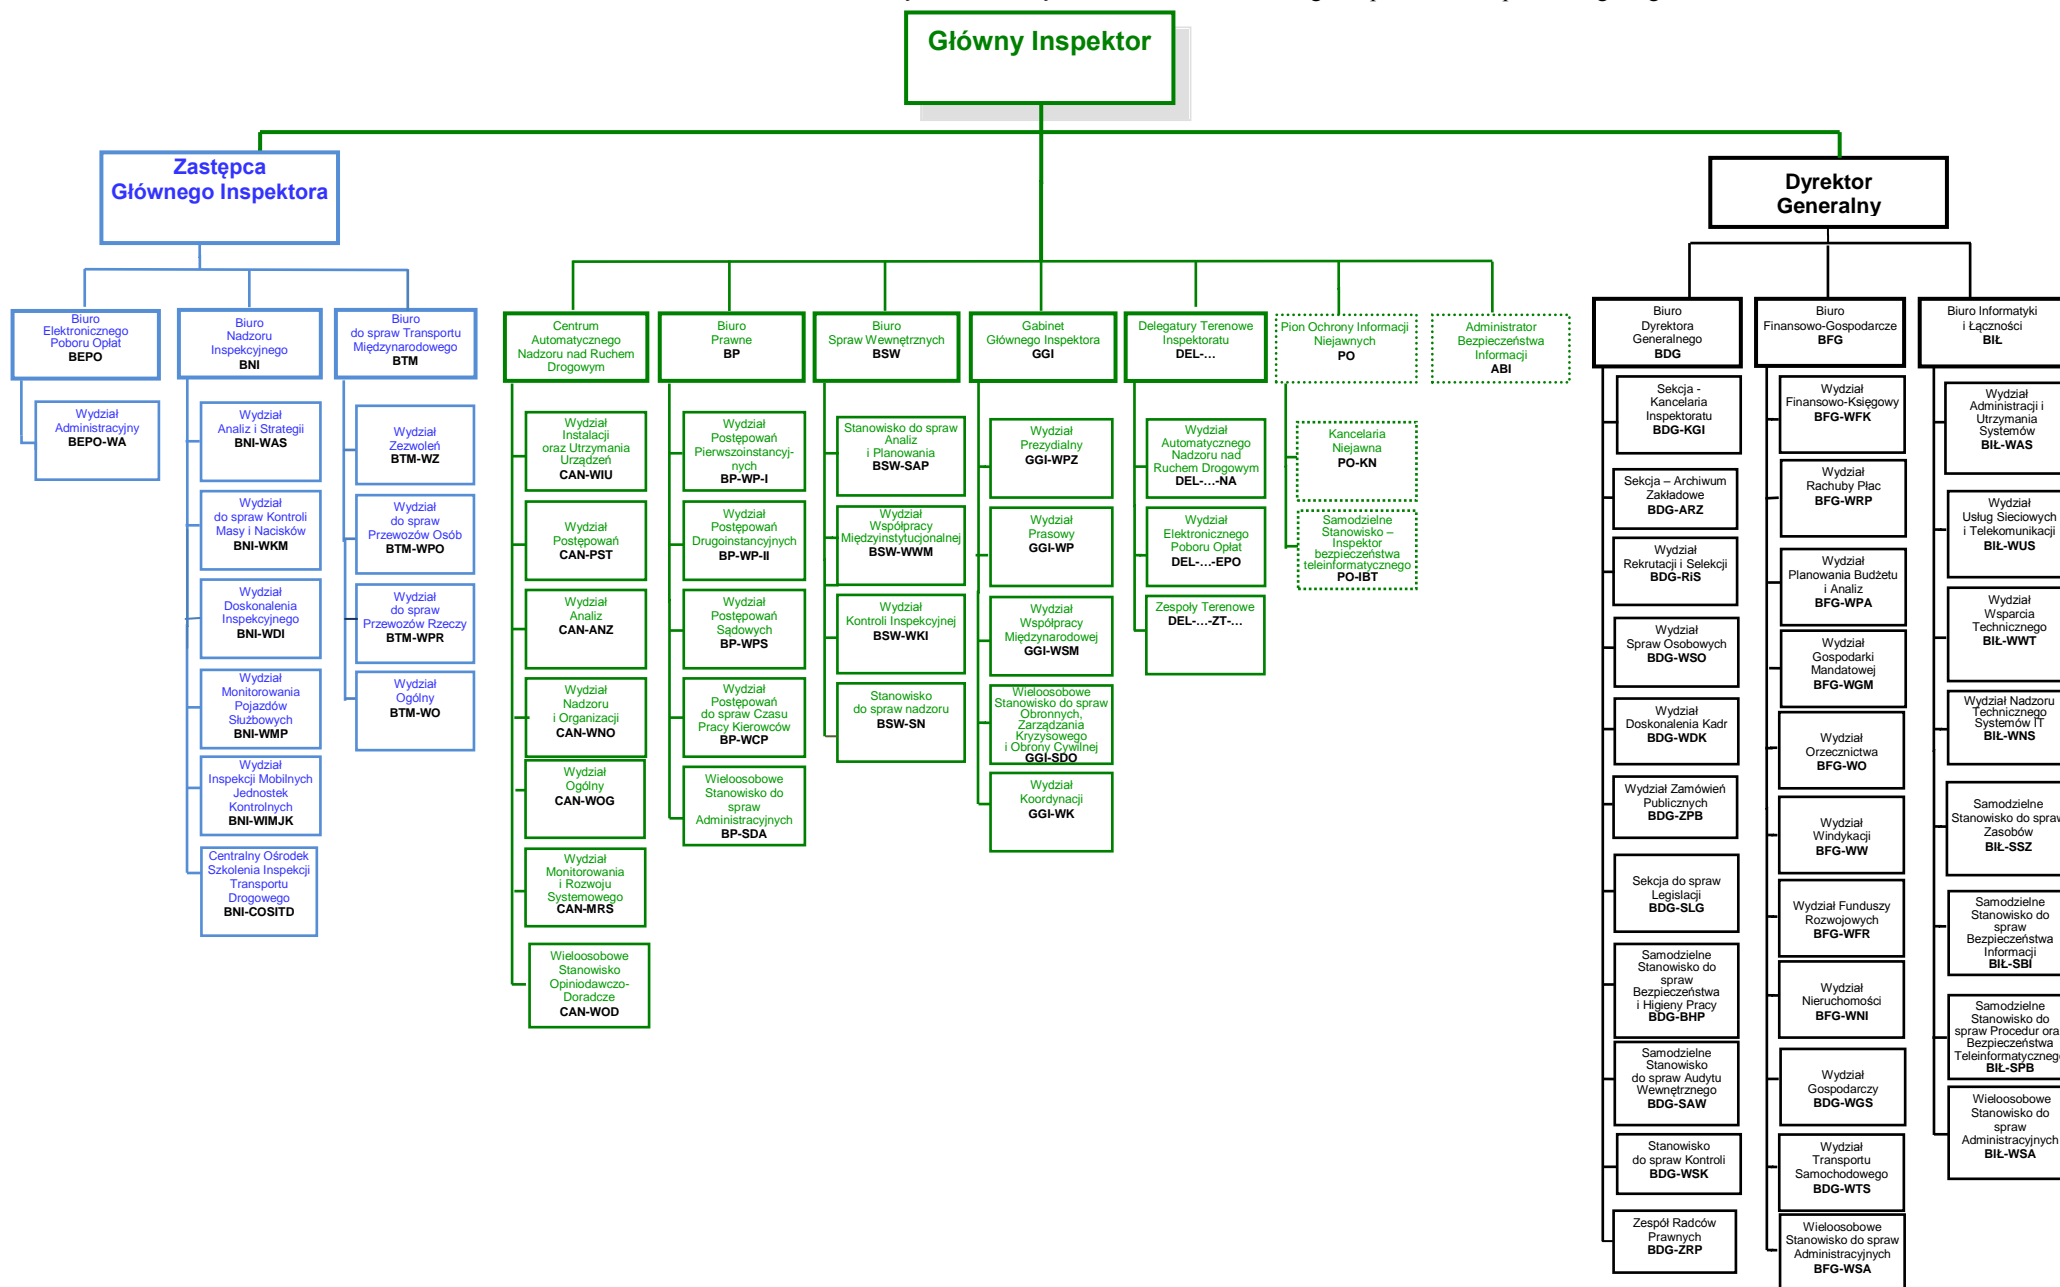 Główny Inspektor
Zastępca
Głównego Inspektora
Dyrektor
Generalny
Biuro
Elektronicznego
Poboru Opłat
BEPO
Wydział
Administracyjny
BEPO-WA
Biuro
Nadzoru
Inspekcyjnego
BNI
Wydział
Analiz i Strategii
BNI-WAS
Wydział
do spraw Kontroli
Masy i Nacisków
BNI-WKM
Wydział
Doskonalenia
Inspekcyjnego
BNI-WDI
Wydział
Monitorowania
Pojazdów
Służbowych
BNI-WMP
Wydział
Inspekcji Mobilnych
Jednostek
Kontrolnych
BNI-WIMJK
Centralny Ośrodek
Szkolenia Inspekcji
Transportu
Drogowego
BNI-COSITD
Biuro
do spraw Transportu
Międzynarodowego
BTM
Wydział
Zezwoleń
BTM-WZ
Wydział
do spraw
Przewozów Osób
BTM-WPO
Wydział
do spraw
Przewozów Rzeczy
BTM-WPR
Wydział
Ogólny
BTM-WO
Centrum
Automatycznego
Nadzoru nad Ruchem
Drogowym
Wydział
Instalacji
oraz Utrzymania
Urządzeń
CAN-WIU
Wydział
Postępowań
CAN-PST
Wydział
Analiz
CAN-ANZ
Wydział
Nadzoru
i Organizacji
CAN-WNO
Wydział
Ogólny
CAN-WOG
Wydział
Monitorowania
i Rozwoju
Systemowego
CAN-MRS
Wieloosobowe
Stanowisko
Opiniodawczo-
Doradcze
CAN-WOD
Biuro
Prawne
BP
Wydział
Postępowań
Pierwszoinstancyj-
nych
BP-WP-I
Wydział
Postępowań
Drugoinstancyjnych
BP-WP-II
Wydział
Postępowań
Sądowych
BP-WPS
Wydział
Postępowań
do spraw Czasu
Pracy Kierowców
BP-WCP
Wieloosobowe
Stanowisko do
spraw
Administracyjnych
BP-SDA
Biuro
Spraw Wewnętrznych
BSW
Stanowisko do spraw
Analiz
i Planowania
BSW-SAP
Wydział
Współpracy
Międzyinstytucjonalnej
BSW-WWM
Wydział
Kontroli Inspekcyjnej
BSW-WKI
Stanowisko
do spraw nadzoru
BSW-SN
Gabinet
Głównego Inspektora
GGI
Wydział
Prezydialny
GGI-WPZ
Wydział
Prasowy
GGI-WP
Wydział
Współpracy
Międzynarodowej
GGI-WSM
Wieloosobowe
Stanowisko do spraw
Obronnych,
Zarządzania
Kryzysowego
i Obrony Cywilnej
GGI-SDO
Wydział
Koordynacji
GGI-WK
Delegatury Terenowe
Inspektoratu
DEL-...
Wydział
Automatycznego
Nadzoru nad
Ruchem Drogowym
DEL-...-NA
Wydział
Elektronicznego
Poboru Opłat
DEL-...-EPO
Zespoły Terenowe
DEL-...-ZT-...
Pion Ochrony Informacji
Niejawnych
PO
Kancelaria
Niejawna
PO-KN
Samodzielne
Stanowisko –
Inspektor
bezpieczeństwa
teleinformatycznego
PO-IBT
Administrator
Bezpieczeństwa
Informacji
ABI
Biuro
Dyrektora
Generalnego
BDG
Sekcja -
Kancelaria
Inspektoratu
BDG-KGI
Sekcja – Archiwum
Zakładowe
BDG-ARZ
Wydział
Rekrutacji i Selekcji
BDG-RiS
Wydział
Spraw Osobowych
BDG-WSO
Wydział
Doskonalenia Kadr
BDG-WDK
Wydział Zamówień
Publicznych
BDG-ZPB
Sekcja do spraw
Legislacji
BDG-SLG
Samodzielne
Stanowisko do
spraw
Bezpieczeństwa
i Higieny Pracy
BDG-BHP
Samodzielne
Stanowisko
do spraw Audytu
Wewnętrznego
BDG-SAW
Stanowisko
do spraw Kontroli
BDG-WSK
Zespół Radców
Prawnych
BDG-ZRP
Biuro
Finansowo-Gospodarcze
BFG
Wydział
Finansowo-Księgowy
BFG-WFK
Wydział
Rachuby Płac
BFG-WRP
Wydział
Planowania Budżetu
i Analiz
BFG-WPA
Wydział
Gospodarki
Mandatowej
BFG-WGM
Wydział
Orzecznictwa
BFG-WO
Wydział
Windykacji
BFG-WW
Wydział Funduszy
Rozwojowych
BFG-WFR
Wydział
Nieruchomości
BFG-WNI
Wydział
Gospodarczy
BDG-WGS
Wydział
Transportu
Samochodowego
BDG-WTS
Wieloosobowe
Stanowisko do spraw
Administracyjnych
BFG-WSA
Biuro Informatyki
i Łączności
BIŁ
Wydział
Administracji i
Utrzymania
Systemów
BIŁ-WAS
Wydział
Usług Sieciowych
i Telekomunikacji
BIŁ-WUS
Wydział
Wsparcia
Technicznego
BIŁ-WWT
Wydział Nadzoru
Technicznego
Systemów IT
BIŁ-WNS
Samodzielne
Stanowisko do spraw
Zasobów
BIŁ-SSZ
Samodzielne
Stanowisko do
spraw
Bezpieczeństwa
Informacji
BIŁ-SBI
Samodzielne
Stanowisko do
spraw Procedur ora
Bezpieczeństwa
Teleinformatyczneg
BIŁ-SPB
Wieloosobowe
Stanowisko do
spraw
Administracyjnych
BIŁ-WSA